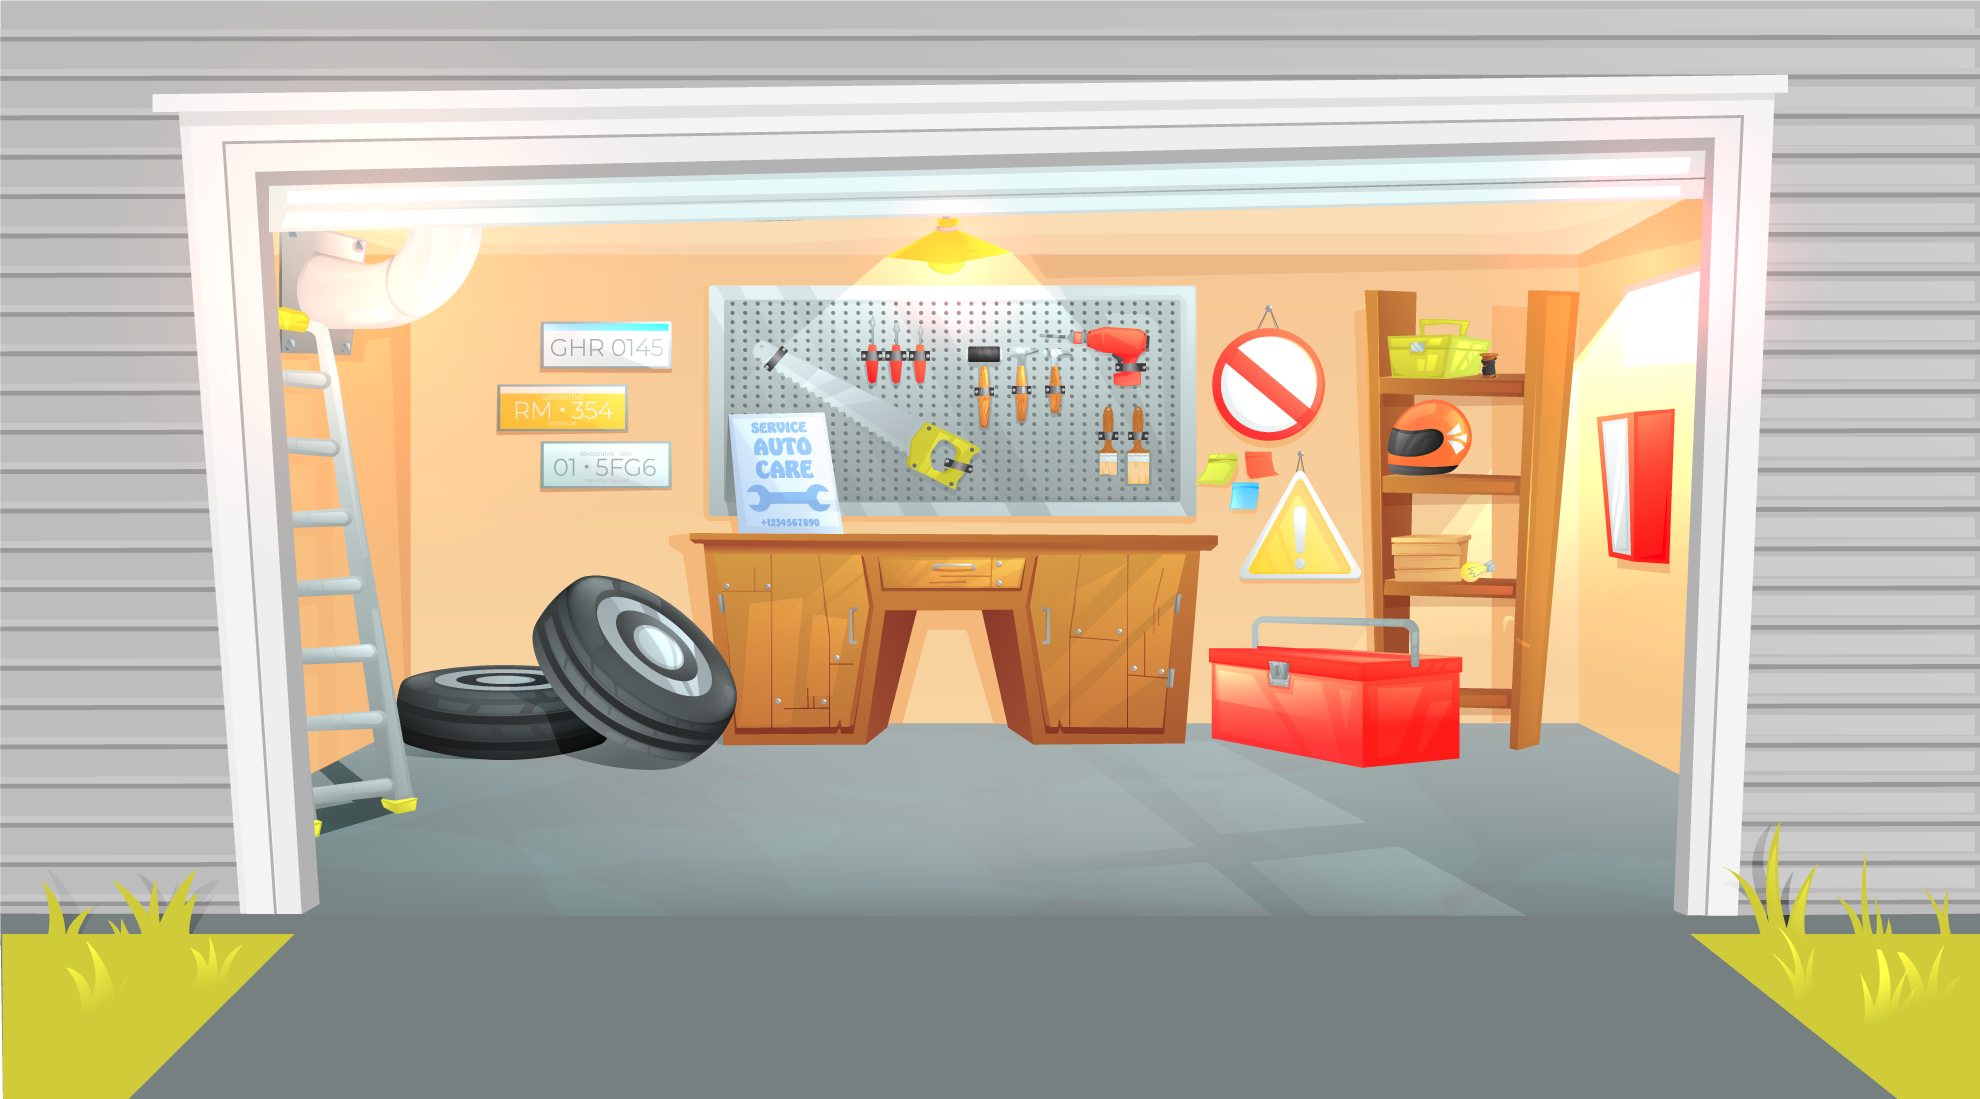 GHR 0145
RM • 354
01 • 5FG6
SERVICE
AUTO
CARE
+1234567890